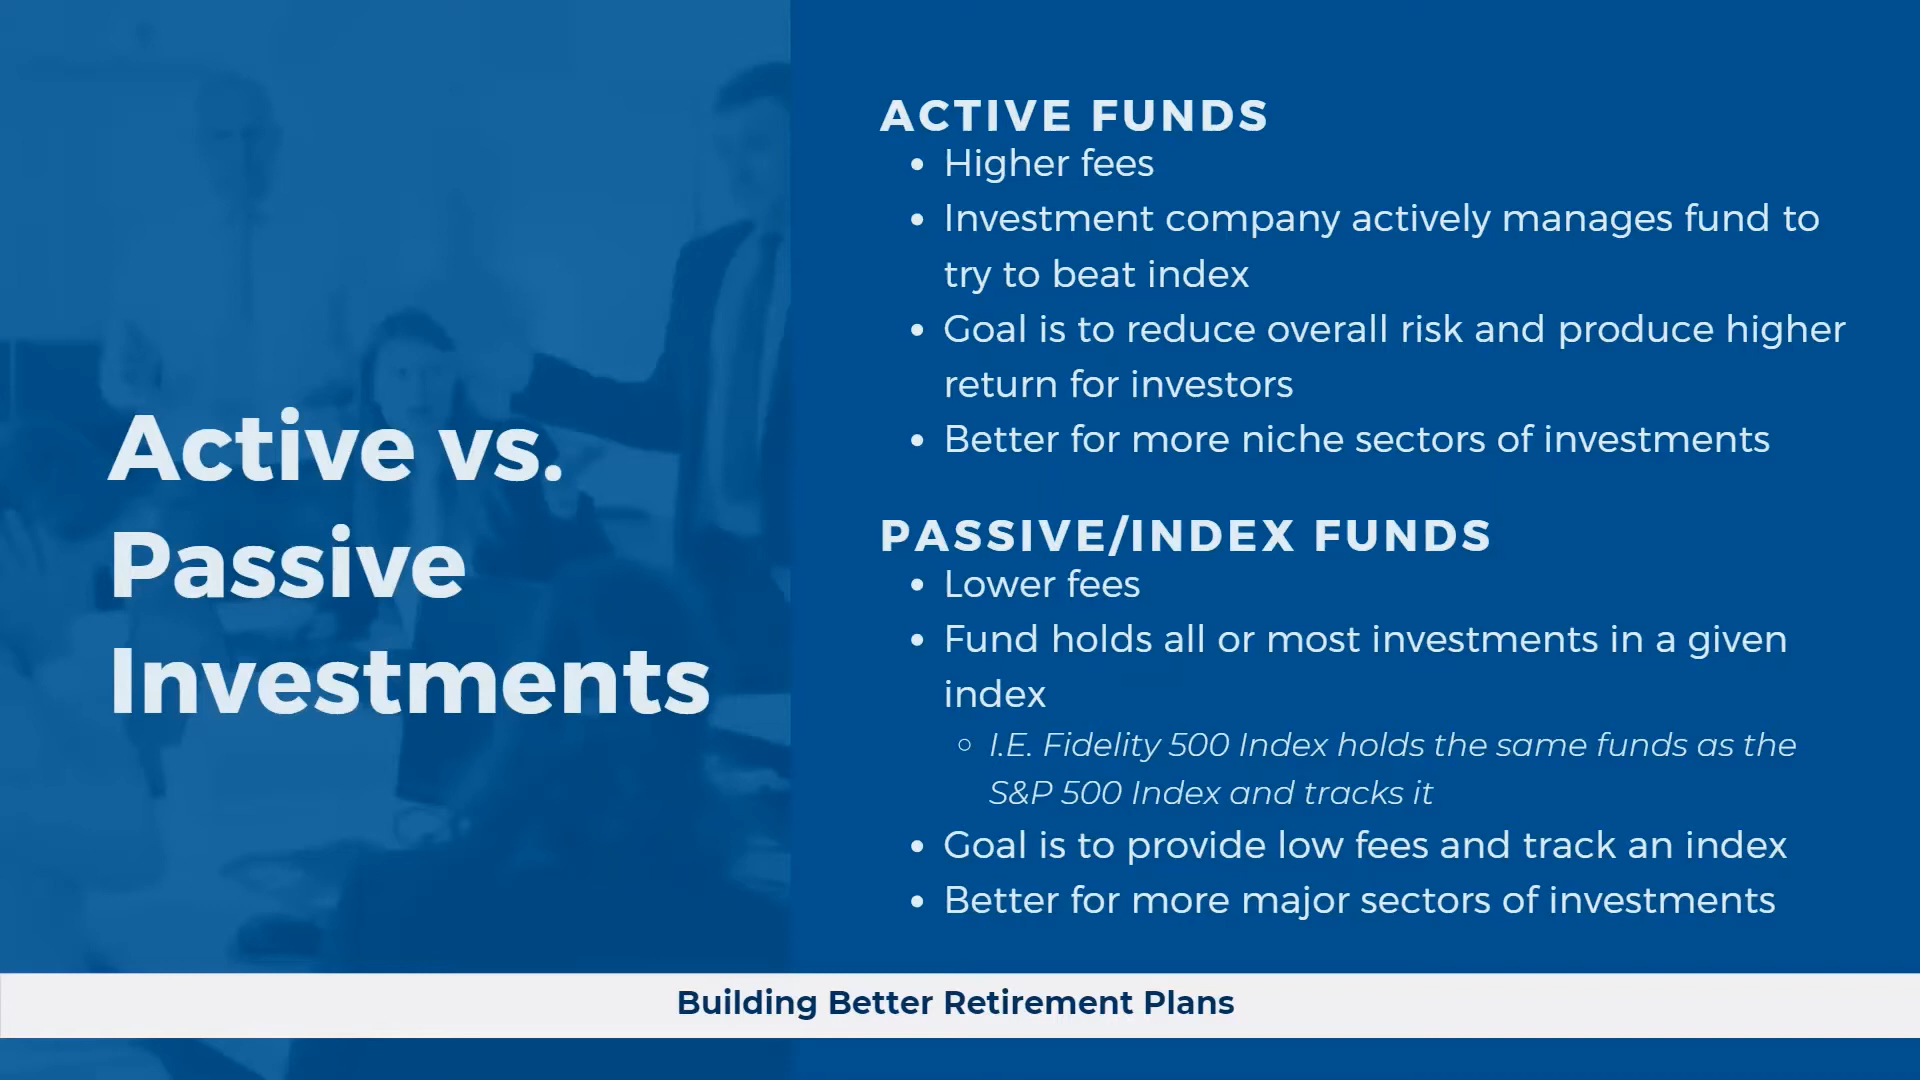 Active vs.
Passive
Investments
ACTIVE FUNDS
• Higher fees
• Investment company actively manages fund to
try to beat index
• Goal is to reduce overall risk and produce higher
return for investors
• Better for more niche sectors of investments
PASSIVE/INDEX FUNDS
• Lower fees
• Fund holds all or most investments in a given
index
◦ I.E. Fidelity 500 Index holds the same funds as the
S&P 500 Index and tracks it
• Goal is to provide low fees and track an index
• Better for more major sectors of investments
Building Better Retirement Plans